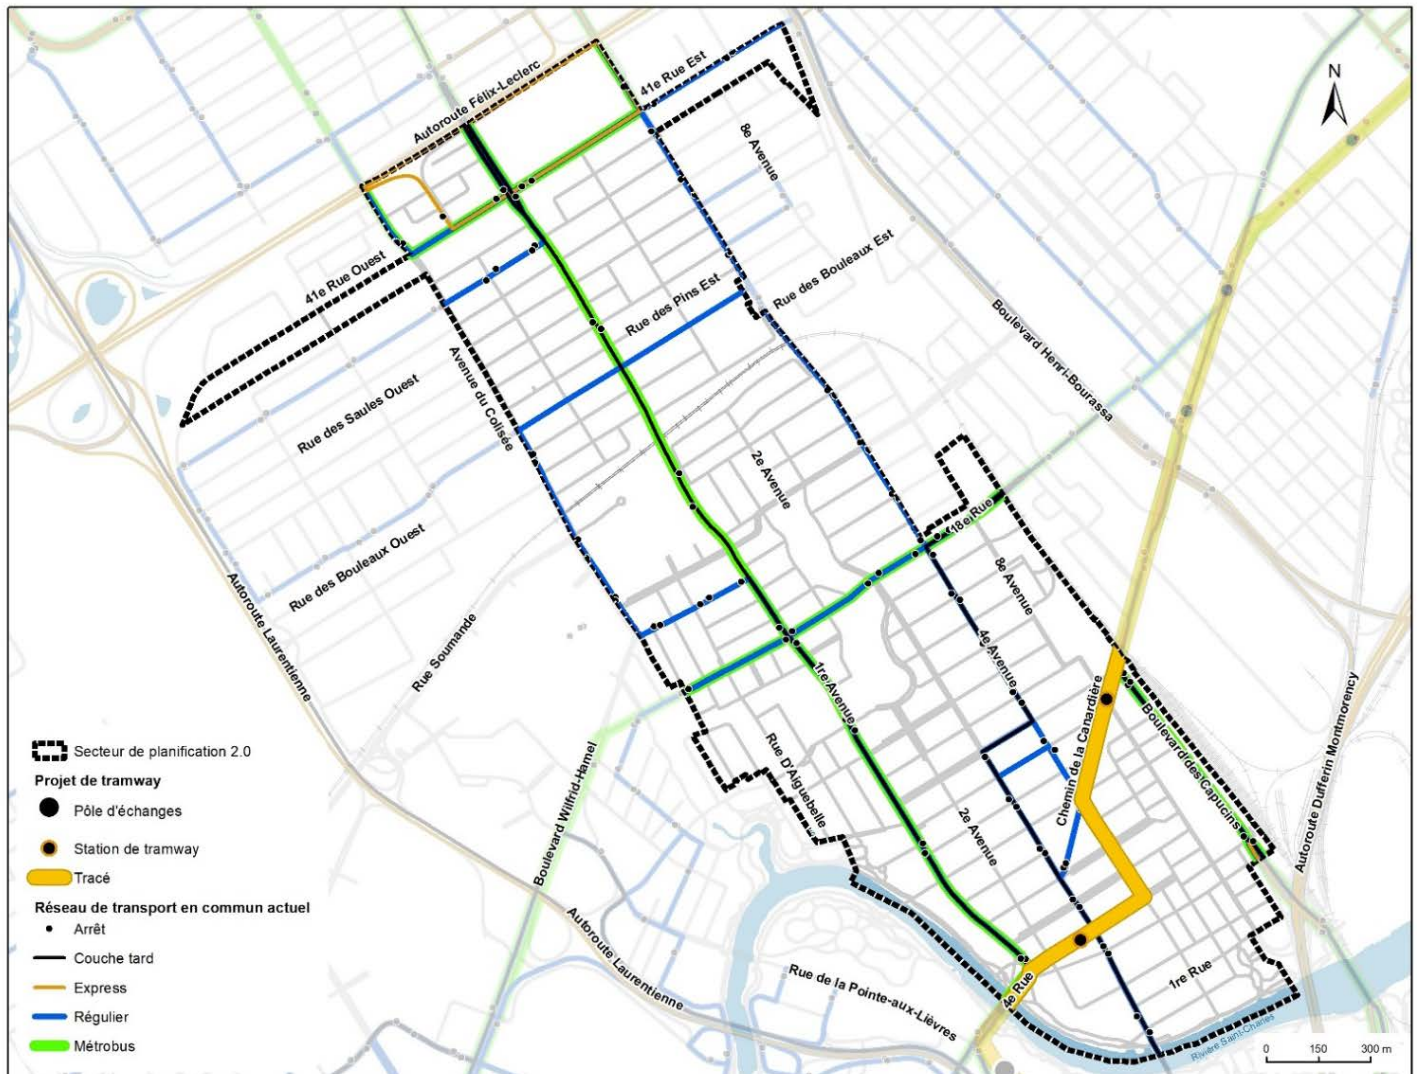 Autoroute Félix-Leclerc
41e Rue Est
N
8e Avenue
41e Rue Ouest
Rue des Bouleaux Est
Rue des Pins Est
Boulevard Henri-Bourassa
Avenue du Colisée
Rue des Saules Ouest
2e Avenue
18e Rue
Rue des Bouleaux Ouest
8e Avenue
Autoroute Laurentienne
Rue Soumande
4e Avenue
1re Avenue
Chemin de la Canardière
Boulevard des Capucins
Autoroute Dufferin Montmorency
Rue D'Aiguebelle
Boulevard Wilfrid-Hamel
2e Avenue
Autoroute Laurentienne
Rue de la Pointe-aux-Lièvres
4e Rue
1re Rue
Rivière Saint-Charles
Secteur de planification 2.0
Projet de tramway
Pôle d'échanges
Station de tramway
Tracé
Réseau de transport en commun actuel
Arrêt
Couche tard
Express
Régulier
Métrobus
0 150 300 m